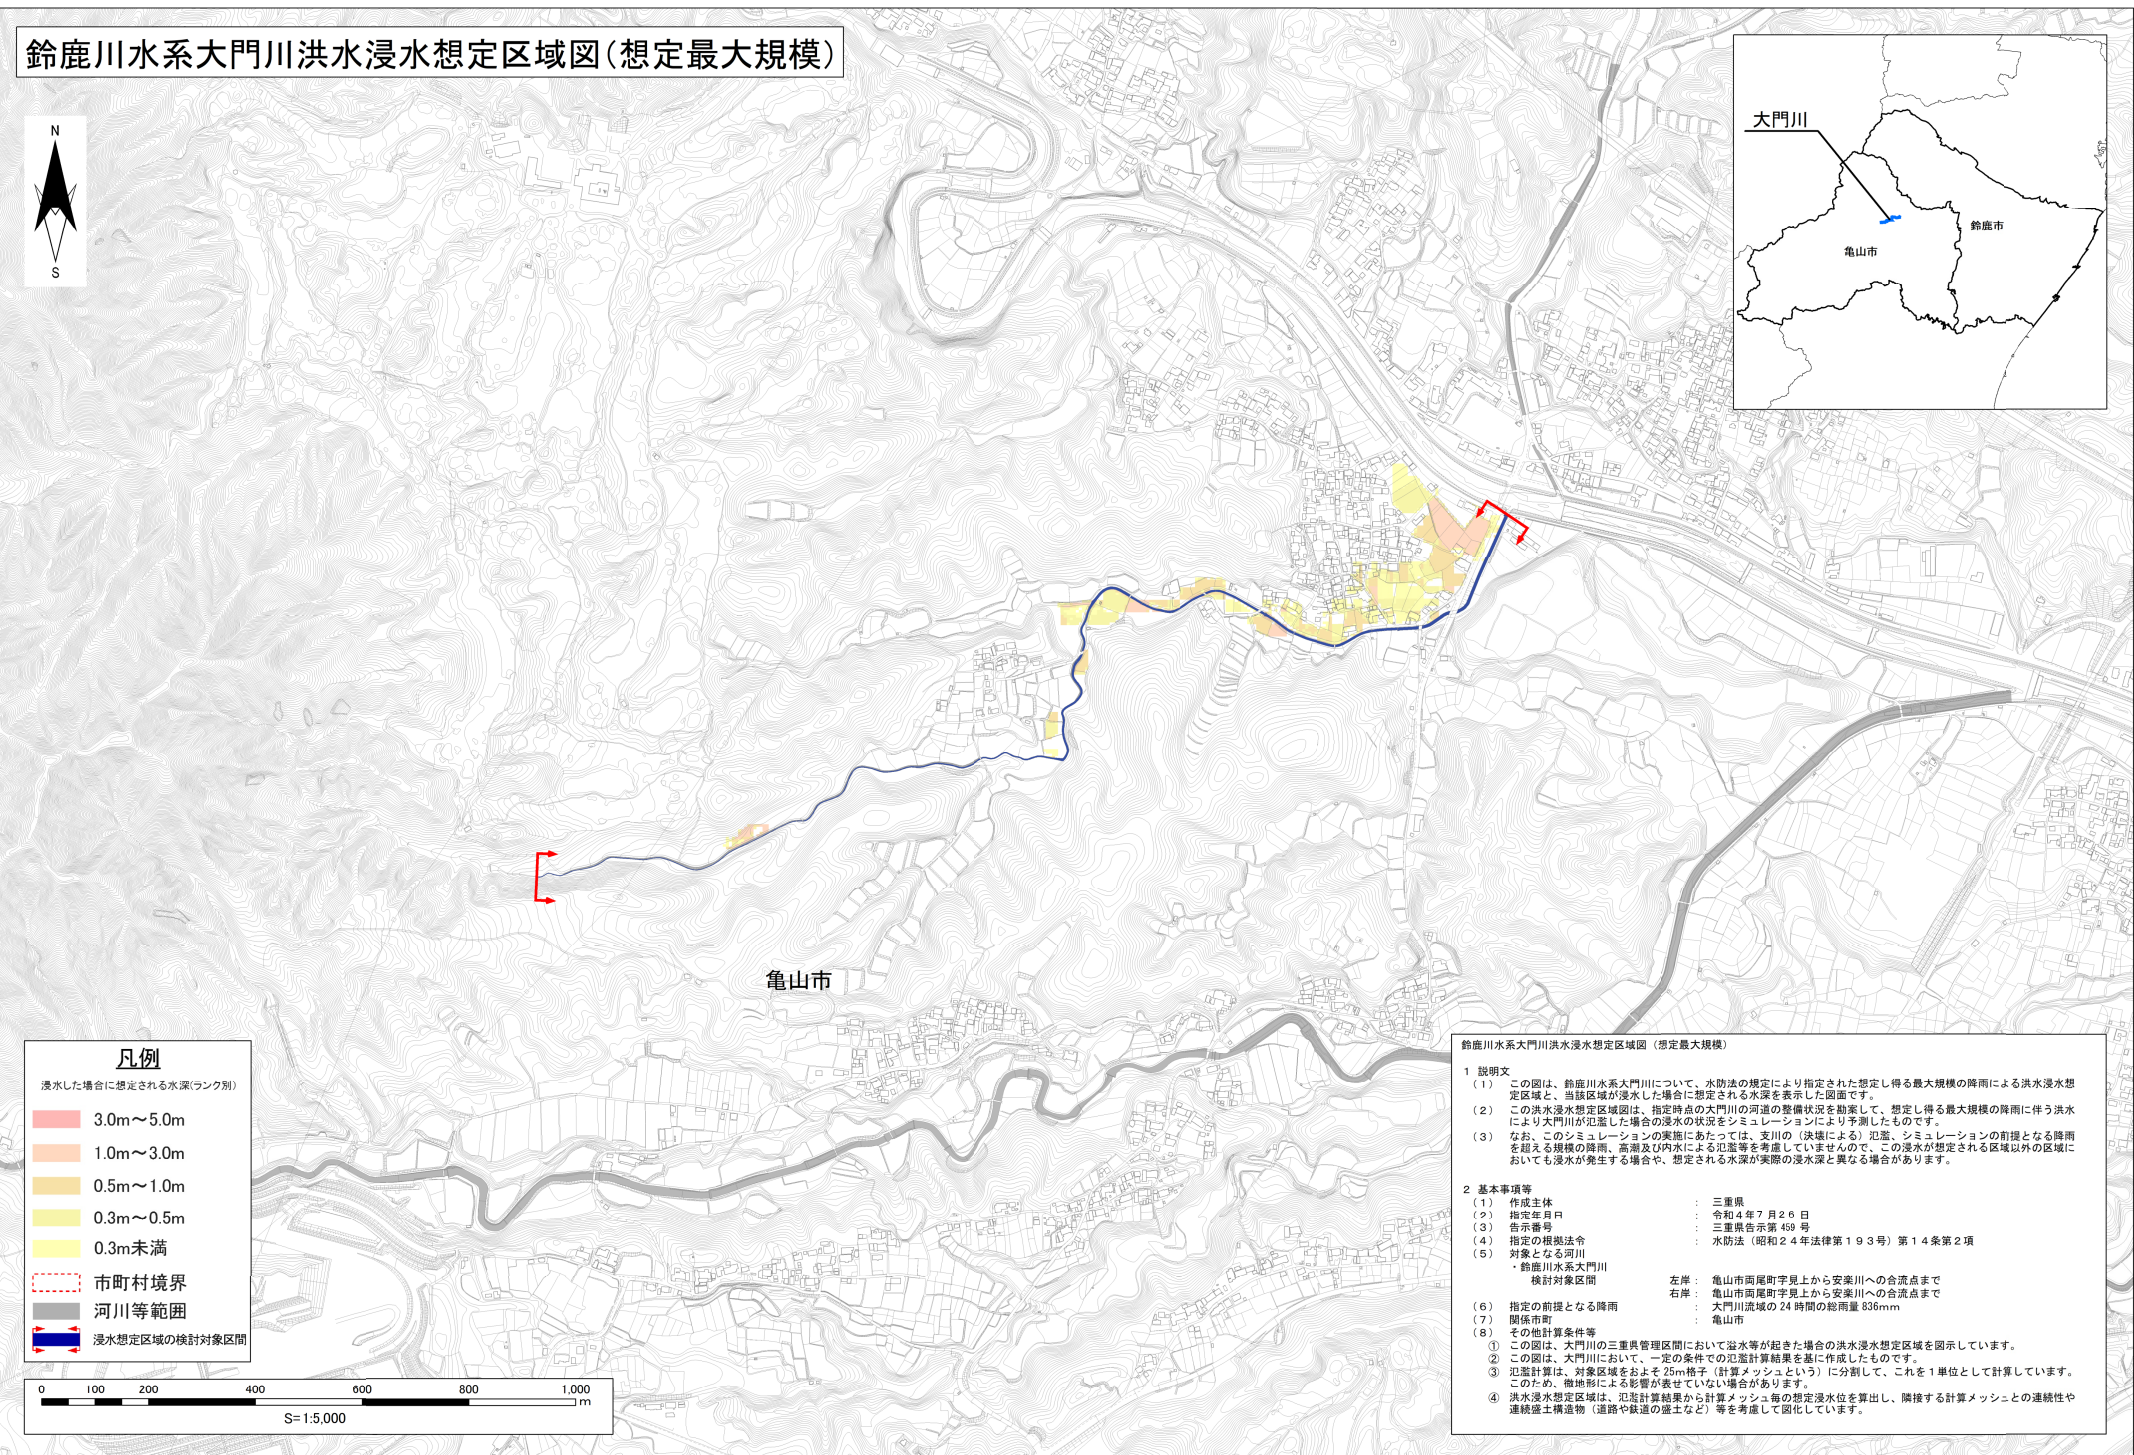 鈴鹿川水系大門川洪水浸水想定区域図(想定最大規模)
N
S
大門川
鈴鹿市
亀山市
亀山市
凡例
浸水した場合に想定される水深(ランク別)
3.0m～5.0m
1.0m～3.0m
0.5m～1.0m
0.3m～0.5m
0.3m未満
市町村境界
河川等範囲
浸水想定区域の検討対象区間
0 100 200 400 600 800 1,000
m
S=1:5,000
鈴鹿川水系大門川洪水浸水想定区域図（想定最大規模）
1 説明文
（1） この図は、鈴鹿川水系大門川について、水防法の規定により指定された想定し得る最大規模の降雨による洪水浸水想
定区域と、当該区域が浸水した場合に想定される水深を表示した図面です。
（2） この洪水浸水想定区域図は、指定時点の大門川の河道の整備状況を勘案して、想定し得る最大規模の降雨に伴う洪水
により大門川が氾濫した場合の浸水の状況をシミュレーションにより予測したものです。
（3） なお、このシミュレーションの実施にあたっては、支川の（決壊による）氾濫、シミュレーションの前提となる降雨
を超える規模の降雨、高潮及び内水による氾濫等を考慮していませんので、この浸水が想定される区域以外の区域に
おいても浸水が発生する場合や、想定される水深が実際の浸水深と異なる場合があります。
2 基本事項等
（1） 作成主体 ： 三重県
（2） 指定年月日 ： 令和4年7月26日
（3） 告示番号 ： 三重県告示第459号
（4） 指定の根拠法令 ： 水防法（昭和24年法律第193号）第14条第2項
（5） 対象となる河川
・鈴鹿川水系大門川
検討対象区間 左岸： 亀山市両尾町字見上から安楽川への合流点まで
右岸： 亀山市両尾町字見上から安楽川への合流点まで
（6） 指定の前提となる降雨 ： 大門川流域の24時間の総雨量836mm
（7） 関係市町 ： 亀山市
（8） その他計算条件等
① この図は、大門川の三重県管理区間において溢水等が起きた場合の洪水浸水想定区域を図示しています。
② この図は、大門川において、一定の条件での氾濫計算結果を基に作成したものです。
③ 氾濫計算は、対象区域をおよそ25m格子（計算メッシュという）に分割して、これを1単位として計算しています。
このため、微地形による影響が表せていない場合があります。
④ 洪水浸水想定区域は、氾濫計算結果から計算メッシュ毎の想定浸水位を算出し、隣接する計算メッシュとの連続性や
連続盛土構造物（道路や鉄道の盛土など）等を考慮して図化しています。